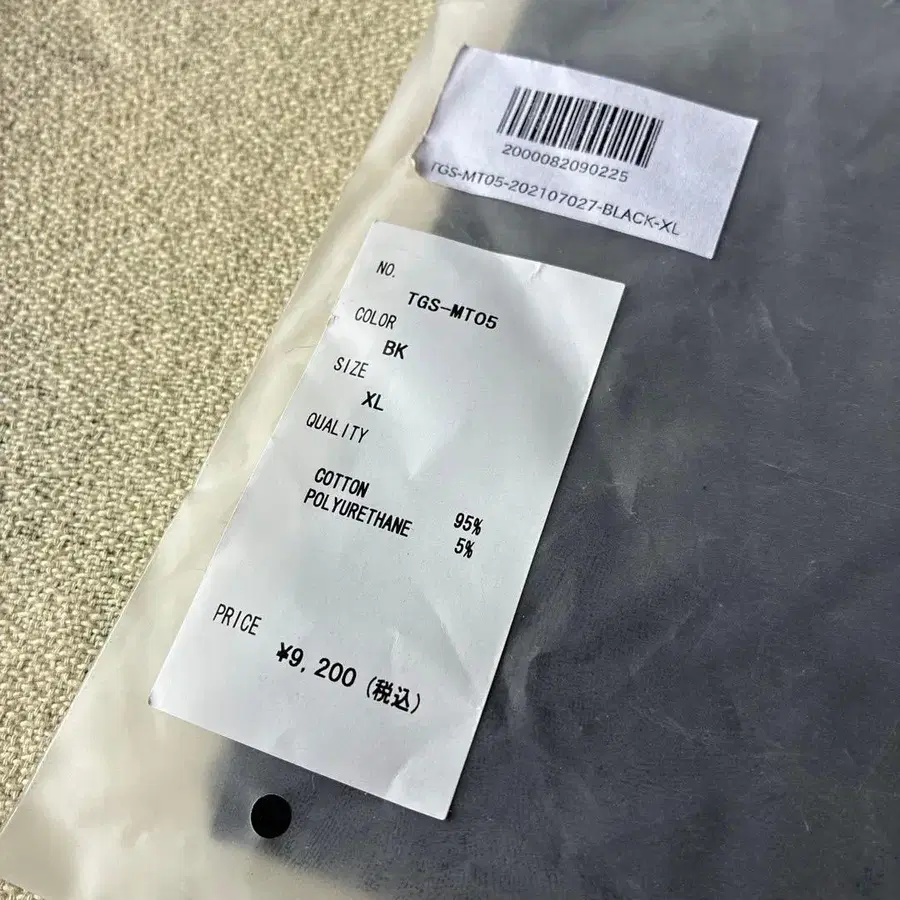 2000082090225
TGS-MT05-202107027-BLACK-XL
NO.
TGS-MT05
COLOR
BK
SIZE
XL
QUALITY
COTTON 95%
POLYURETHANE 5%
PRICE
¥9,200(税込)